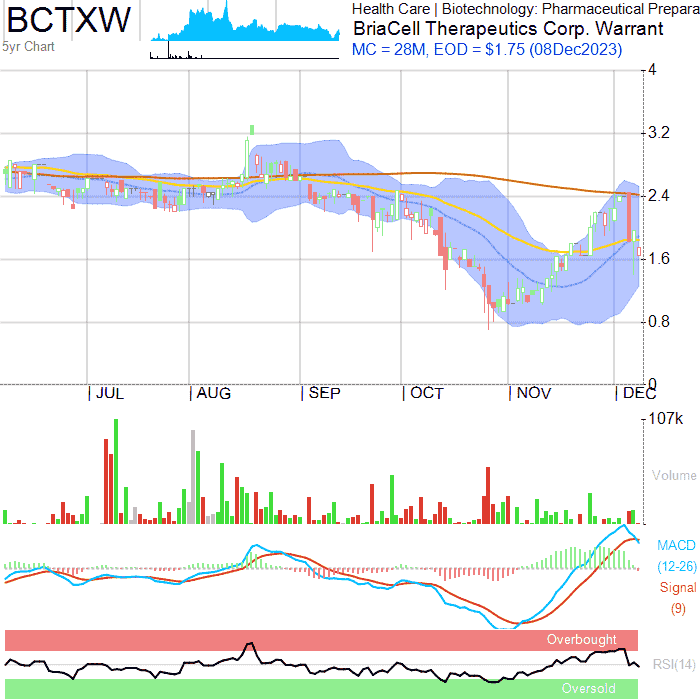 BCTXW
5yr Chart
Health Care | Biotechnology: Pharmaceutical Prepara
BriaCell Therapeutics Corp. Warrant
MC = 28M, EOD = $1.75 (08Dec2023)
4
3.2
2.4
1.6
0.8
0
JUL AUG SEP OCT NOV DEC
107k
Volume
MACD
(12-26)
Signal
(9)
Overbought
RSI(14)
Oversold